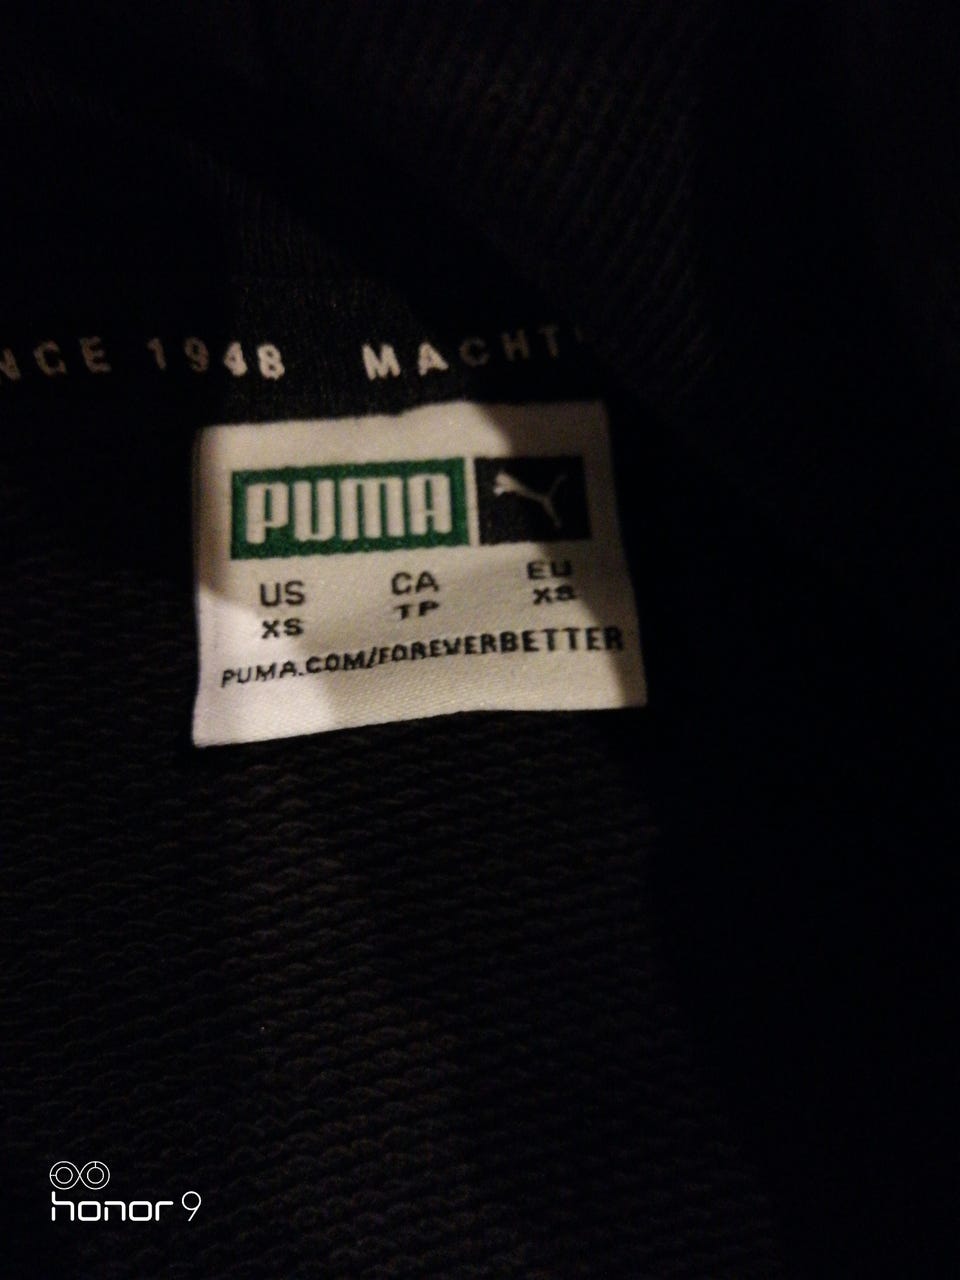 NCE 1948 MACHT
PUMA
US CA EU
XS TP XS
PUMA.COM/FOREVERBETTER
honor 9